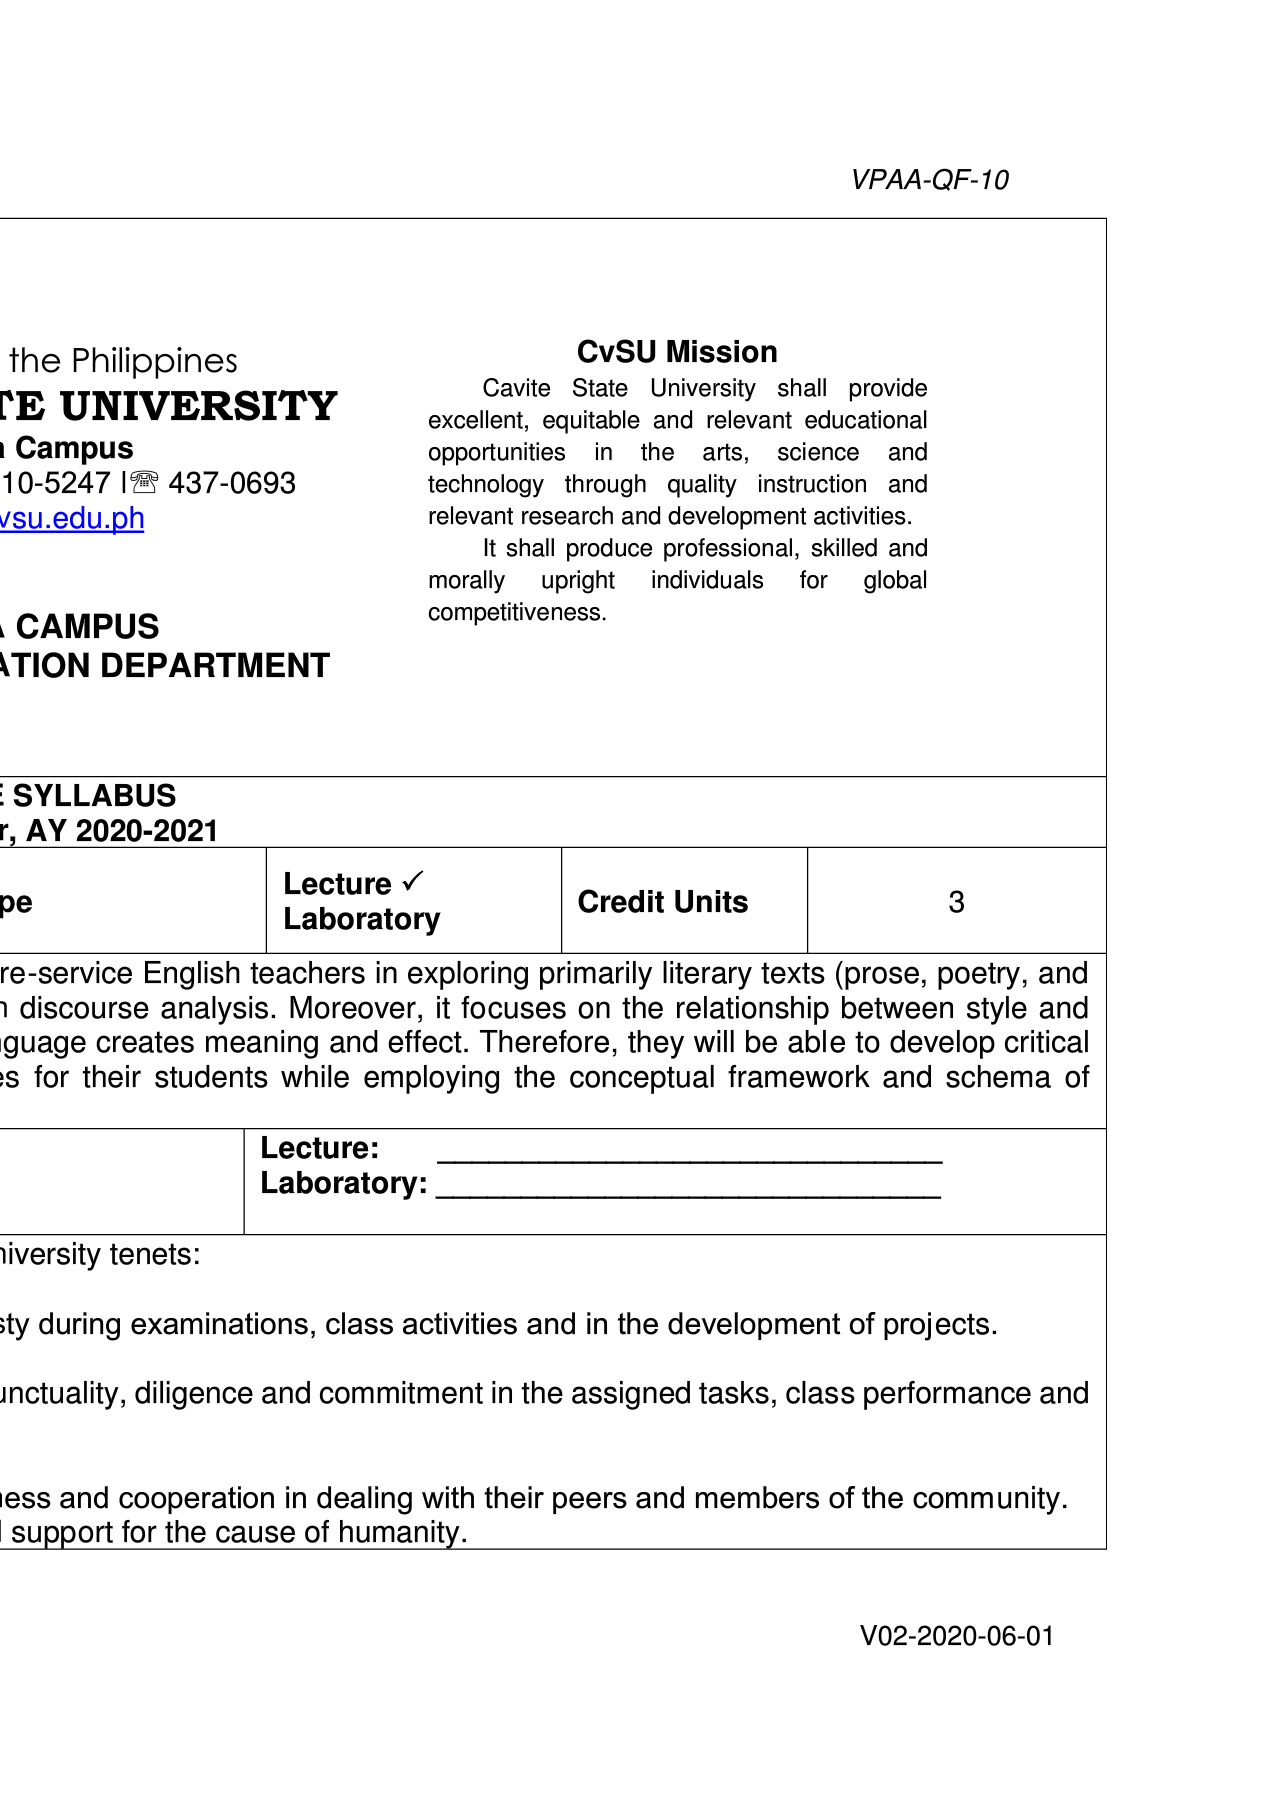 VPAA-QF-10
the Philippines
TE UNIVERSITY
Campus
10-5247 |☏ 437-0693
vsu.edu.ph
CAMPUS
ATION DEPARTMENT
CvSU Mission
Cavite State University shall provide
excellent, equitable and relevant educational
opportunities in the arts, science and
technology through quality instruction and
relevant research and development activities.
It shall produce professional, skilled and
morally upright individuals for global
competitiveness.
E SYLLABUS
r, AY 2020-2021
pe
Lecture ✓
Laboratory
Credit Units
3
re-service English teachers in exploring primarily literary texts (prose, poetry, and
n discourse analysis. Moreover, it focuses on the relationship between style and
nguage creates meaning and effect. Therefore, they will be able to develop critical
es for their students while employing the conceptual framework and schema of
Lecture: ______________________________
Laboratory: ______________________________
niversity tenets:
sty during examinations, class activities and in the development of projects.
unctuality, diligence and commitment in the assigned tasks, class performance and
ness and cooperation in dealing with their peers and members of the community.
support for the cause of humanity.
V02-2020-06-01